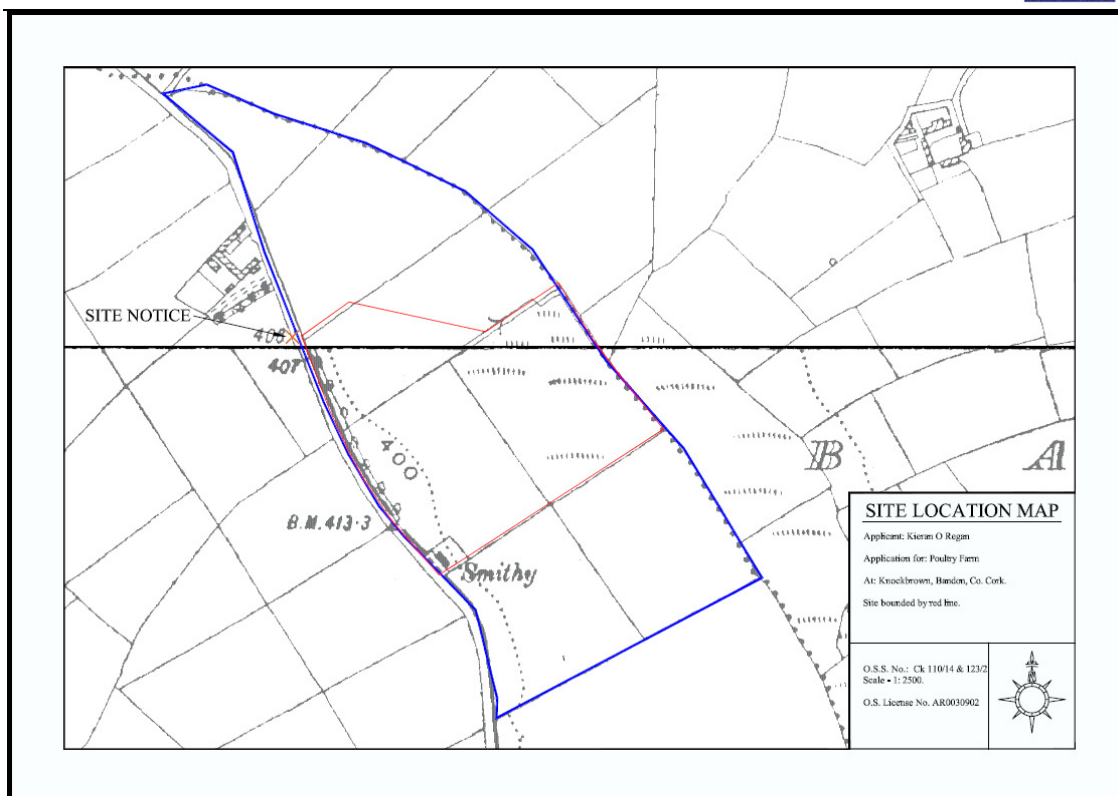 SITE NOTICE
408
407
400
B.M. 413·3
Smithy
B A
SITE LOCATION MAP
Applicant: Kieran O Regan
Application for: Poultry Farm
At: Knockbrown, Bandon, Co. Cork.
Site bounded by red line.
O.S.S. No.: Ck 110/14 & 123/2
Scale - 1: 2500.
O.S. License No. AR0030902